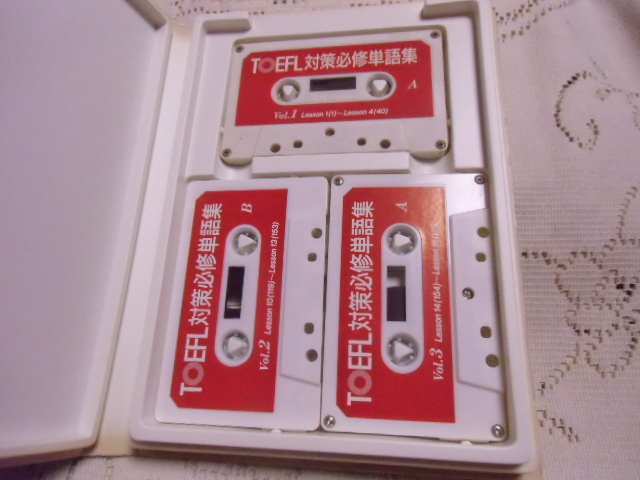 TOEFL対策必修単語集
A
Vol.1 Lesson 1(1)〜Lesson 4(40)
TOEFL対策必修単語集
B
Vol.2 Lesson 10(119)〜Lesson 13(153)
TOEFL対策必修単語集
A
Vol.3 Lesson 14(154)〜Lesson